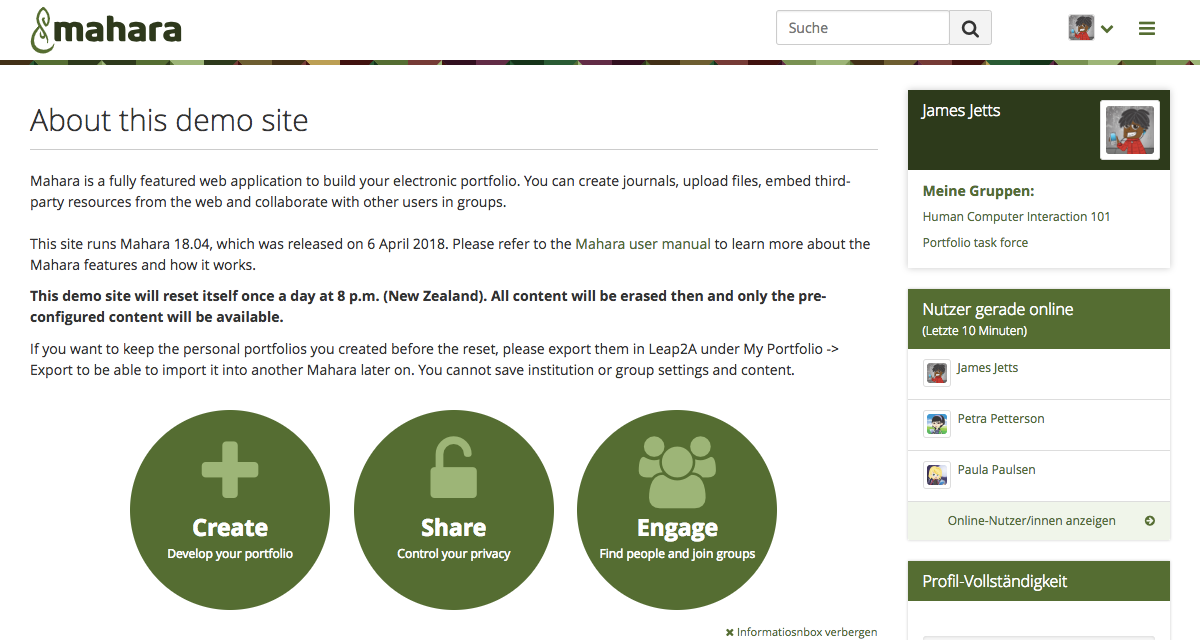 mahara
Suche
About this demo site
Mahara is a fully featured web application to build your electronic portfolio. You can create journals, upload files, embed third-
party resources from the web and collaborate with other users in groups.
This site runs Mahara 18.04, which was released on 6 April 2018. Please refer to the Mahara user manual to learn more about the
Mahara features and how it works.
This demo site will reset itself once a day at 8 p.m. (New Zealand). All content will be erased then and only the pre-
configured content will be available.
If you want to keep the personal portfolios you created before the reset, please export them in Leap2A under My Portfolio ->
Export to be able to import it into another Mahara later on. You cannot save institution or group settings and content.
Create
Develop your portfolio
Share
Control your privacy
Engage
Find people and join groups
Informatiosnbox verbergen
James Jetts
Meine Gruppen:
Human Computer Interaction 101
Portfolio task force
Nutzer gerade online
(Letzte 10 Minuten)
James Jetts
Petra Petterson
Paula Paulsen
Online-Nutzer/innen anzeigen
Profil-Vollständigkeit